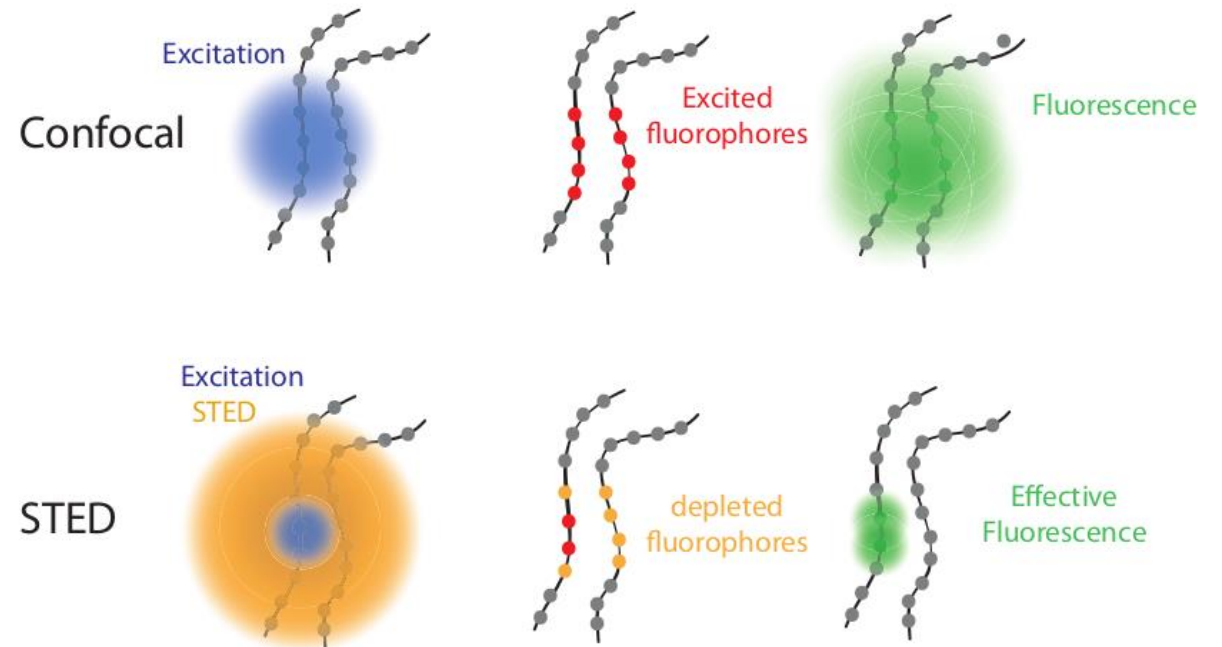 Excitation
Confocal
Excited
fluorophores
Fluorescence
Excitation
STED
STED
depleted
fluorophores
Effective
Fluorescence